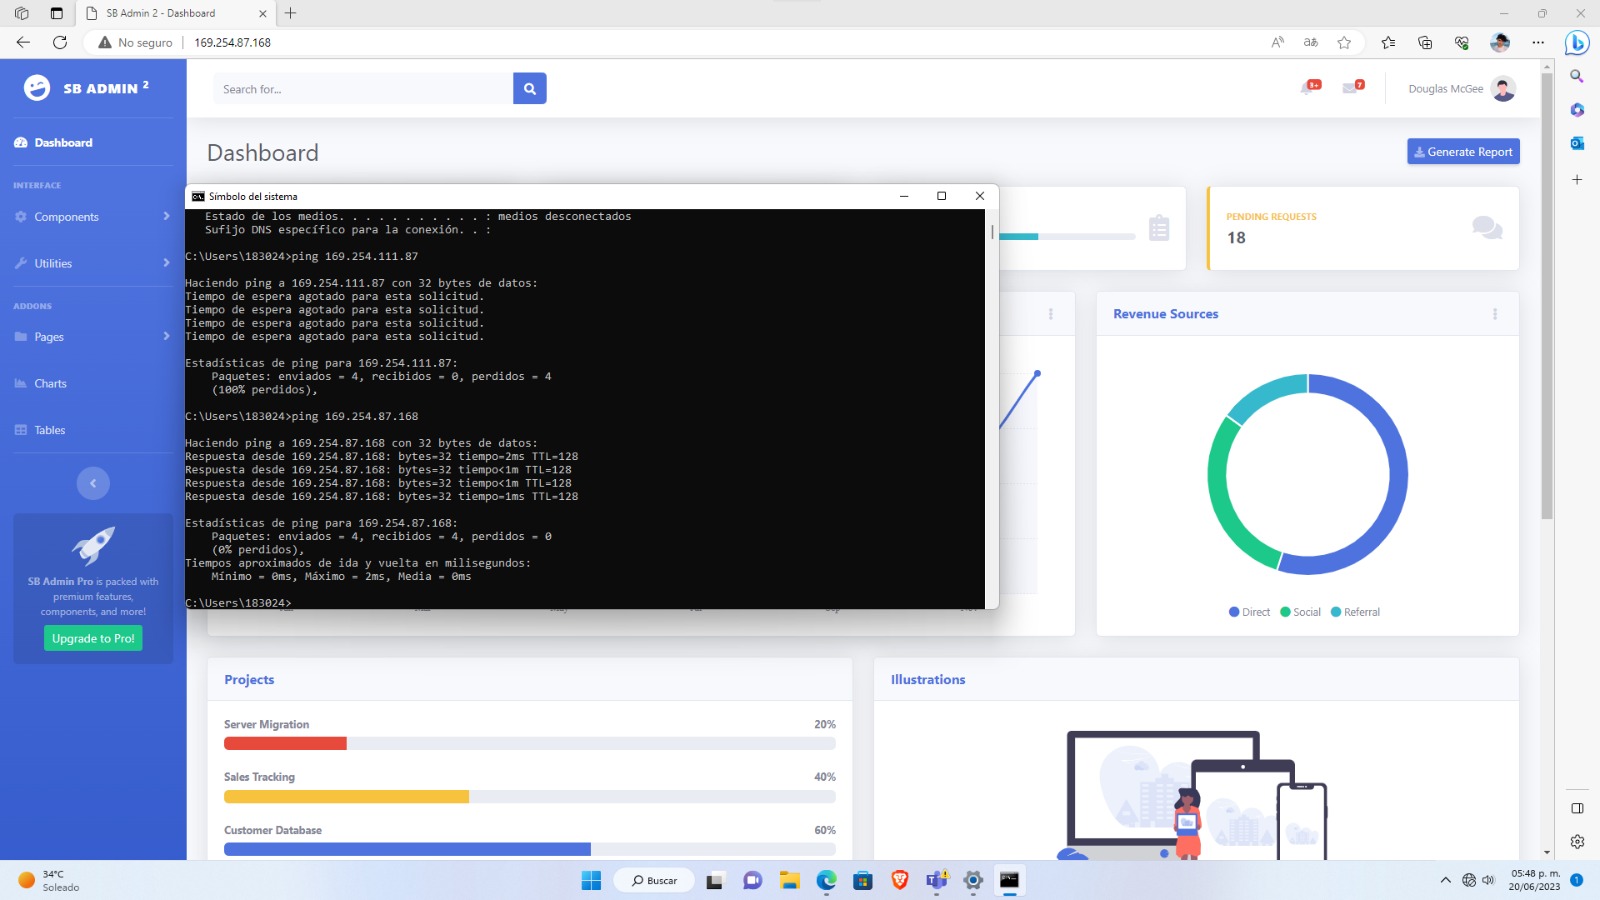 SB Admin 2 - Dashboard
No seguro
169.254.87.168
SB ADMIN 2
Search for...
3+
7
Douglas McGee
Dashboard
Dashboard
Generate Report
INTERFACE
Components
Utilities
ADDONS
Pages
Charts
Tables
SB Admin Pro is packed with
premium features,
components, and more!
Upgrade to Pro!
Símbolo del sistema
Estado de los medios. . . . . . . . . . . : medios desconectados
Sufijo DNS específico para la conexión. . :
C:\Users\183024>ping 169.254.111.87
Haciendo ping a 169.254.111.87 con 32 bytes de datos:
Tiempo de espera agotado para esta solicitud.
Tiempo de espera agotado para esta solicitud.
Tiempo de espera agotado para esta solicitud.
Tiempo de espera agotado para esta solicitud.
Estadísticas de ping para 169.254.111.87:
Paquetes: enviados = 4, recibidos = 0, perdidos = 4
(100% perdidos),
C:\Users\183024>ping 169.254.87.168
Haciendo ping a 169.254.87.168 con 32 bytes de datos:
Respuesta desde 169.254.87.168: bytes=32 tiempo=2ms TTL=128
Respuesta desde 169.254.87.168: bytes=32 tiempo<1m TTL=128
Respuesta desde 169.254.87.168: bytes=32 tiempo<1m TTL=128
Respuesta desde 169.254.87.168: bytes=32 tiempo=1ms TTL=128
Estadísticas de ping para 169.254.87.168:
Paquetes: enviados = 4, recibidos = 4, perdidos = 0
(0% perdidos),
Tiempos aproximados de ida y vuelta en milisegundos:
Mínimo = 0ms, Máximo = 2ms, Media = 0ms
C:\Users\183024>
PENDING REQUESTS
18
Revenue Sources
Direct
Social
Referral
Projects
Server Migration 20%
Sales Tracking 40%
Customer Database 60%
Illustrations
34°C
Soleado
Buscar
05:48 p. m.
20/06/2023
1